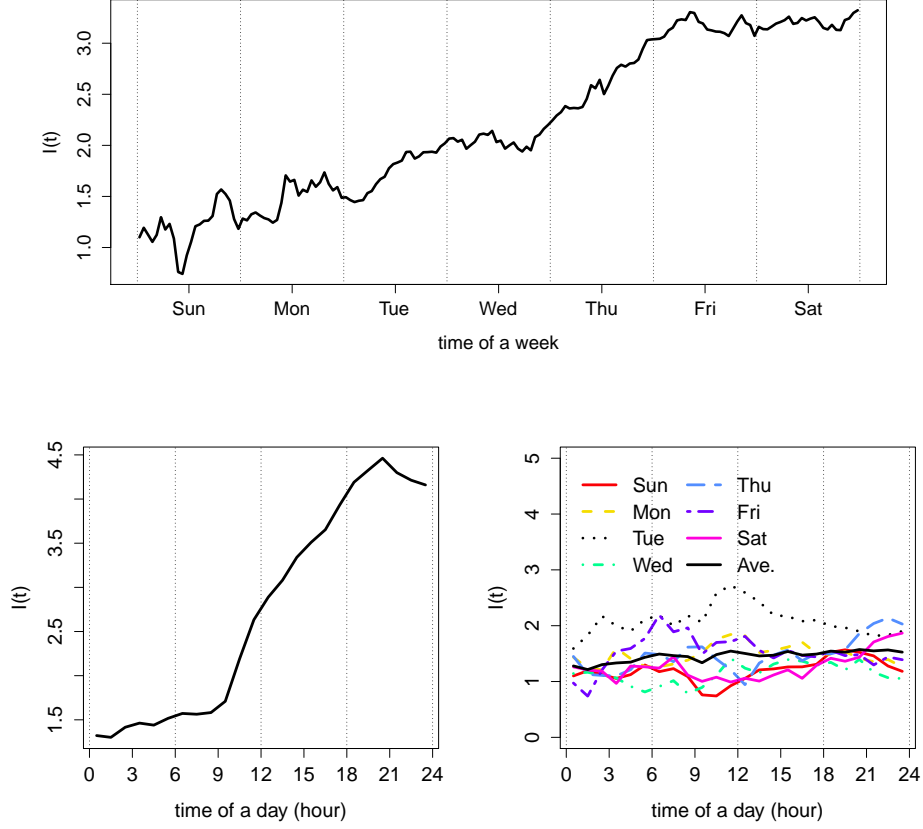 I(t)
3.0
2.5
2.0
1.5
1.0
Sun Mon Tue Wed Thu Fri Sat
time of a week
I(t)
4.5
3.5
2.5
1.5
0 3 6 9 12 15 18 21 24
time of a day (hour)
I(t)
5
4
3
2
1
0
Sun Thu
Mon Fri
Tue Sat
Wed Ave.
0 3 6 9 12 15 18 21 24
time of a day (hour)